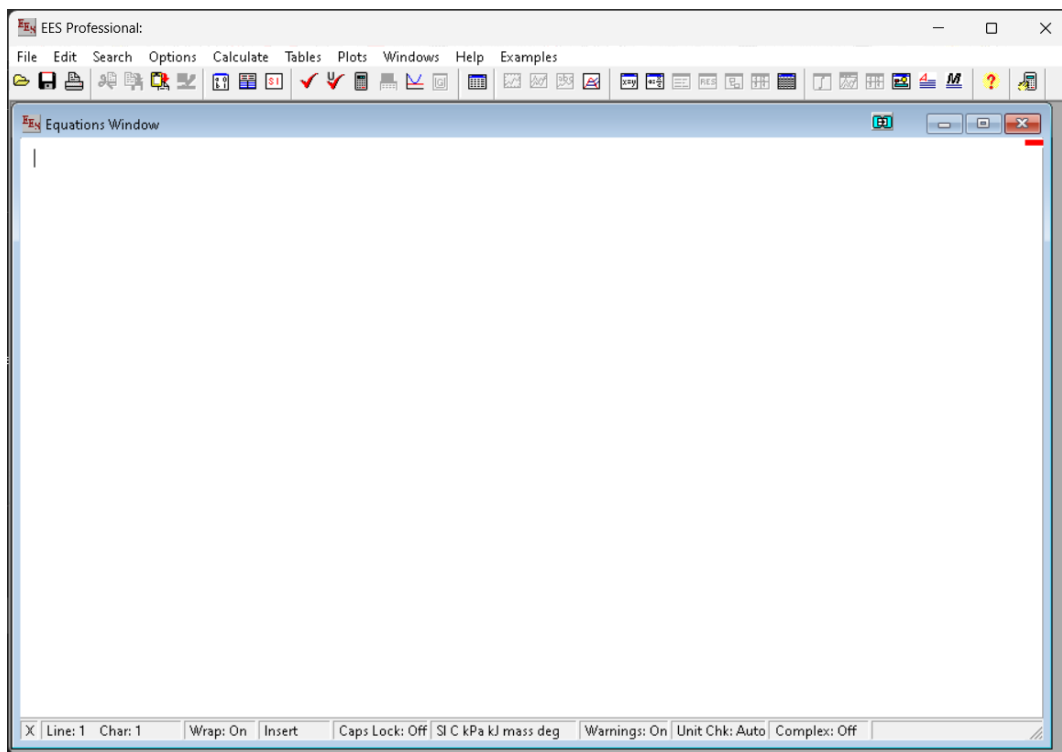 EES Professional:
File Edit Search Options Calculate Tables Plots Windows Help Examples
Equations Window
X Line: 1 Char: 1 Wrap: On Insert Caps Lock: Off SI C kPa kJ mass deg Warnings: On Unit Chk: Auto Complex: Off